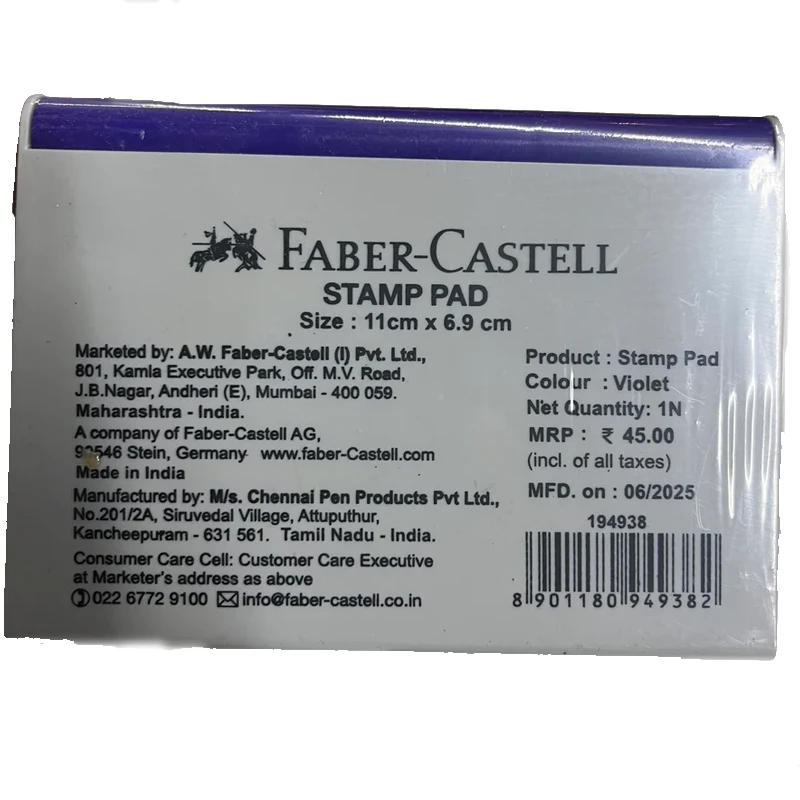 FABER-CASTELL
STAMP PAD
Size : 11cm x 6.9 cm
Marketed by: A.W. Faber-Castell (I) Pvt. Ltd.,
801, Kamla Executive Park, Off. M.V. Road,
J.B.Nagar, Andheri (E), Mumbai - 400 059.
Maharashtra - India.
A company of Faber-Castell AG,
Stein, Germany www.faber-Castell.com
Made in India
Manufactured by: M/s. Chennai Pen Products Pvt Ltd.,
No.201/2A, Siruvedal Village, Attuputhur,
Kancheepuram - 631 561. Tamil Nadu - India.
Consumer Care Cell: Customer Care Executive
at Marketer's address as above
022 6772 9100 info@faber-castell.co.in
Product : Stamp Pad
Colour : Violet
Net Quantity: 1N
MRP : ₹ 45.00
(incl. of all taxes)
MFD. on : 06/2025
194938
8 901180 949382